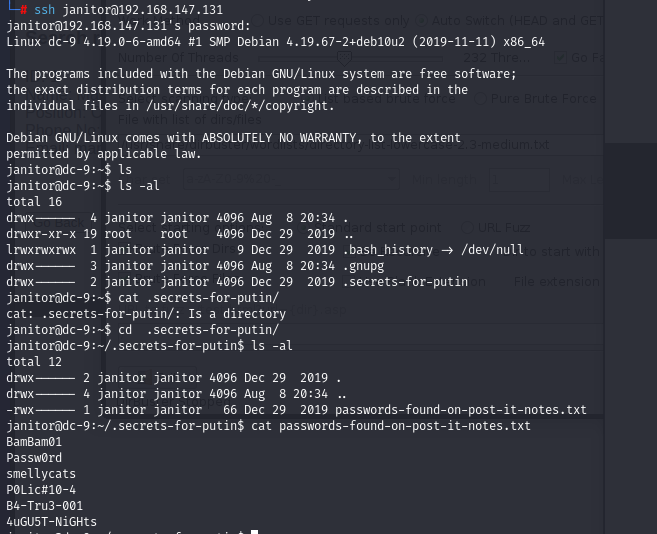 # ssh janitor@192.168.147.131
janitor@192.168.147.131's password:
Linux dc-9 4.19.0-6-amd64 #1 SMP Debian 4.19.67-2+deb10u2 (2019-11-11) x86_64
The programs included with the Debian GNU/Linux system are free software;
the exact distribution terms for each program are described in the
individual files in /usr/share/doc/*/copyright.
Debian GNU/Linux comes with ABSOLUTELY NO WARRANTY, to the extent
permitted by applicable law.
janitor@dc-9:~$ ls
janitor@dc-9:~$ ls -al
total 16
drwx------  4 janitor janitor 4096 Aug  8 20:34 .
drwxr-xr-x 19 root    root    4096 Dec 29  2019 ..
lrwxrwxrwx  1 janitor janitor    9 Dec 29  2019 .bash_history -> /dev/null
drwx------  3 janitor janitor 4096 Aug  8 20:34 .gnupg
drwx------  2 janitor janitor 4096 Dec 29  2019 .secrets-for-putin
janitor@dc-9:~$ cat .secrets-for-putin/
cat: .secrets-for-putin/: Is a directory
janitor@dc-9:~$ cd  .secrets-for-putin/
janitor@dc-9:~/.secrets-for-putin$ ls -al
total 12
drwx------ 2 janitor janitor 4096 Dec 29  2019 .
drwx------ 4 janitor janitor 4096 Aug  8 20:34 ..
-rwx------ 1 janitor janitor   66 Dec 29  2019 passwords-found-on-post-it-notes.txt
janitor@dc-9:~/.secrets-for-putin$ cat passwords-found-on-post-it-notes.txt
BamBam01
Passw0rd
smellycats
P0Lic#10-4
B4-Tru3-001
4uGU5T-NiGHts